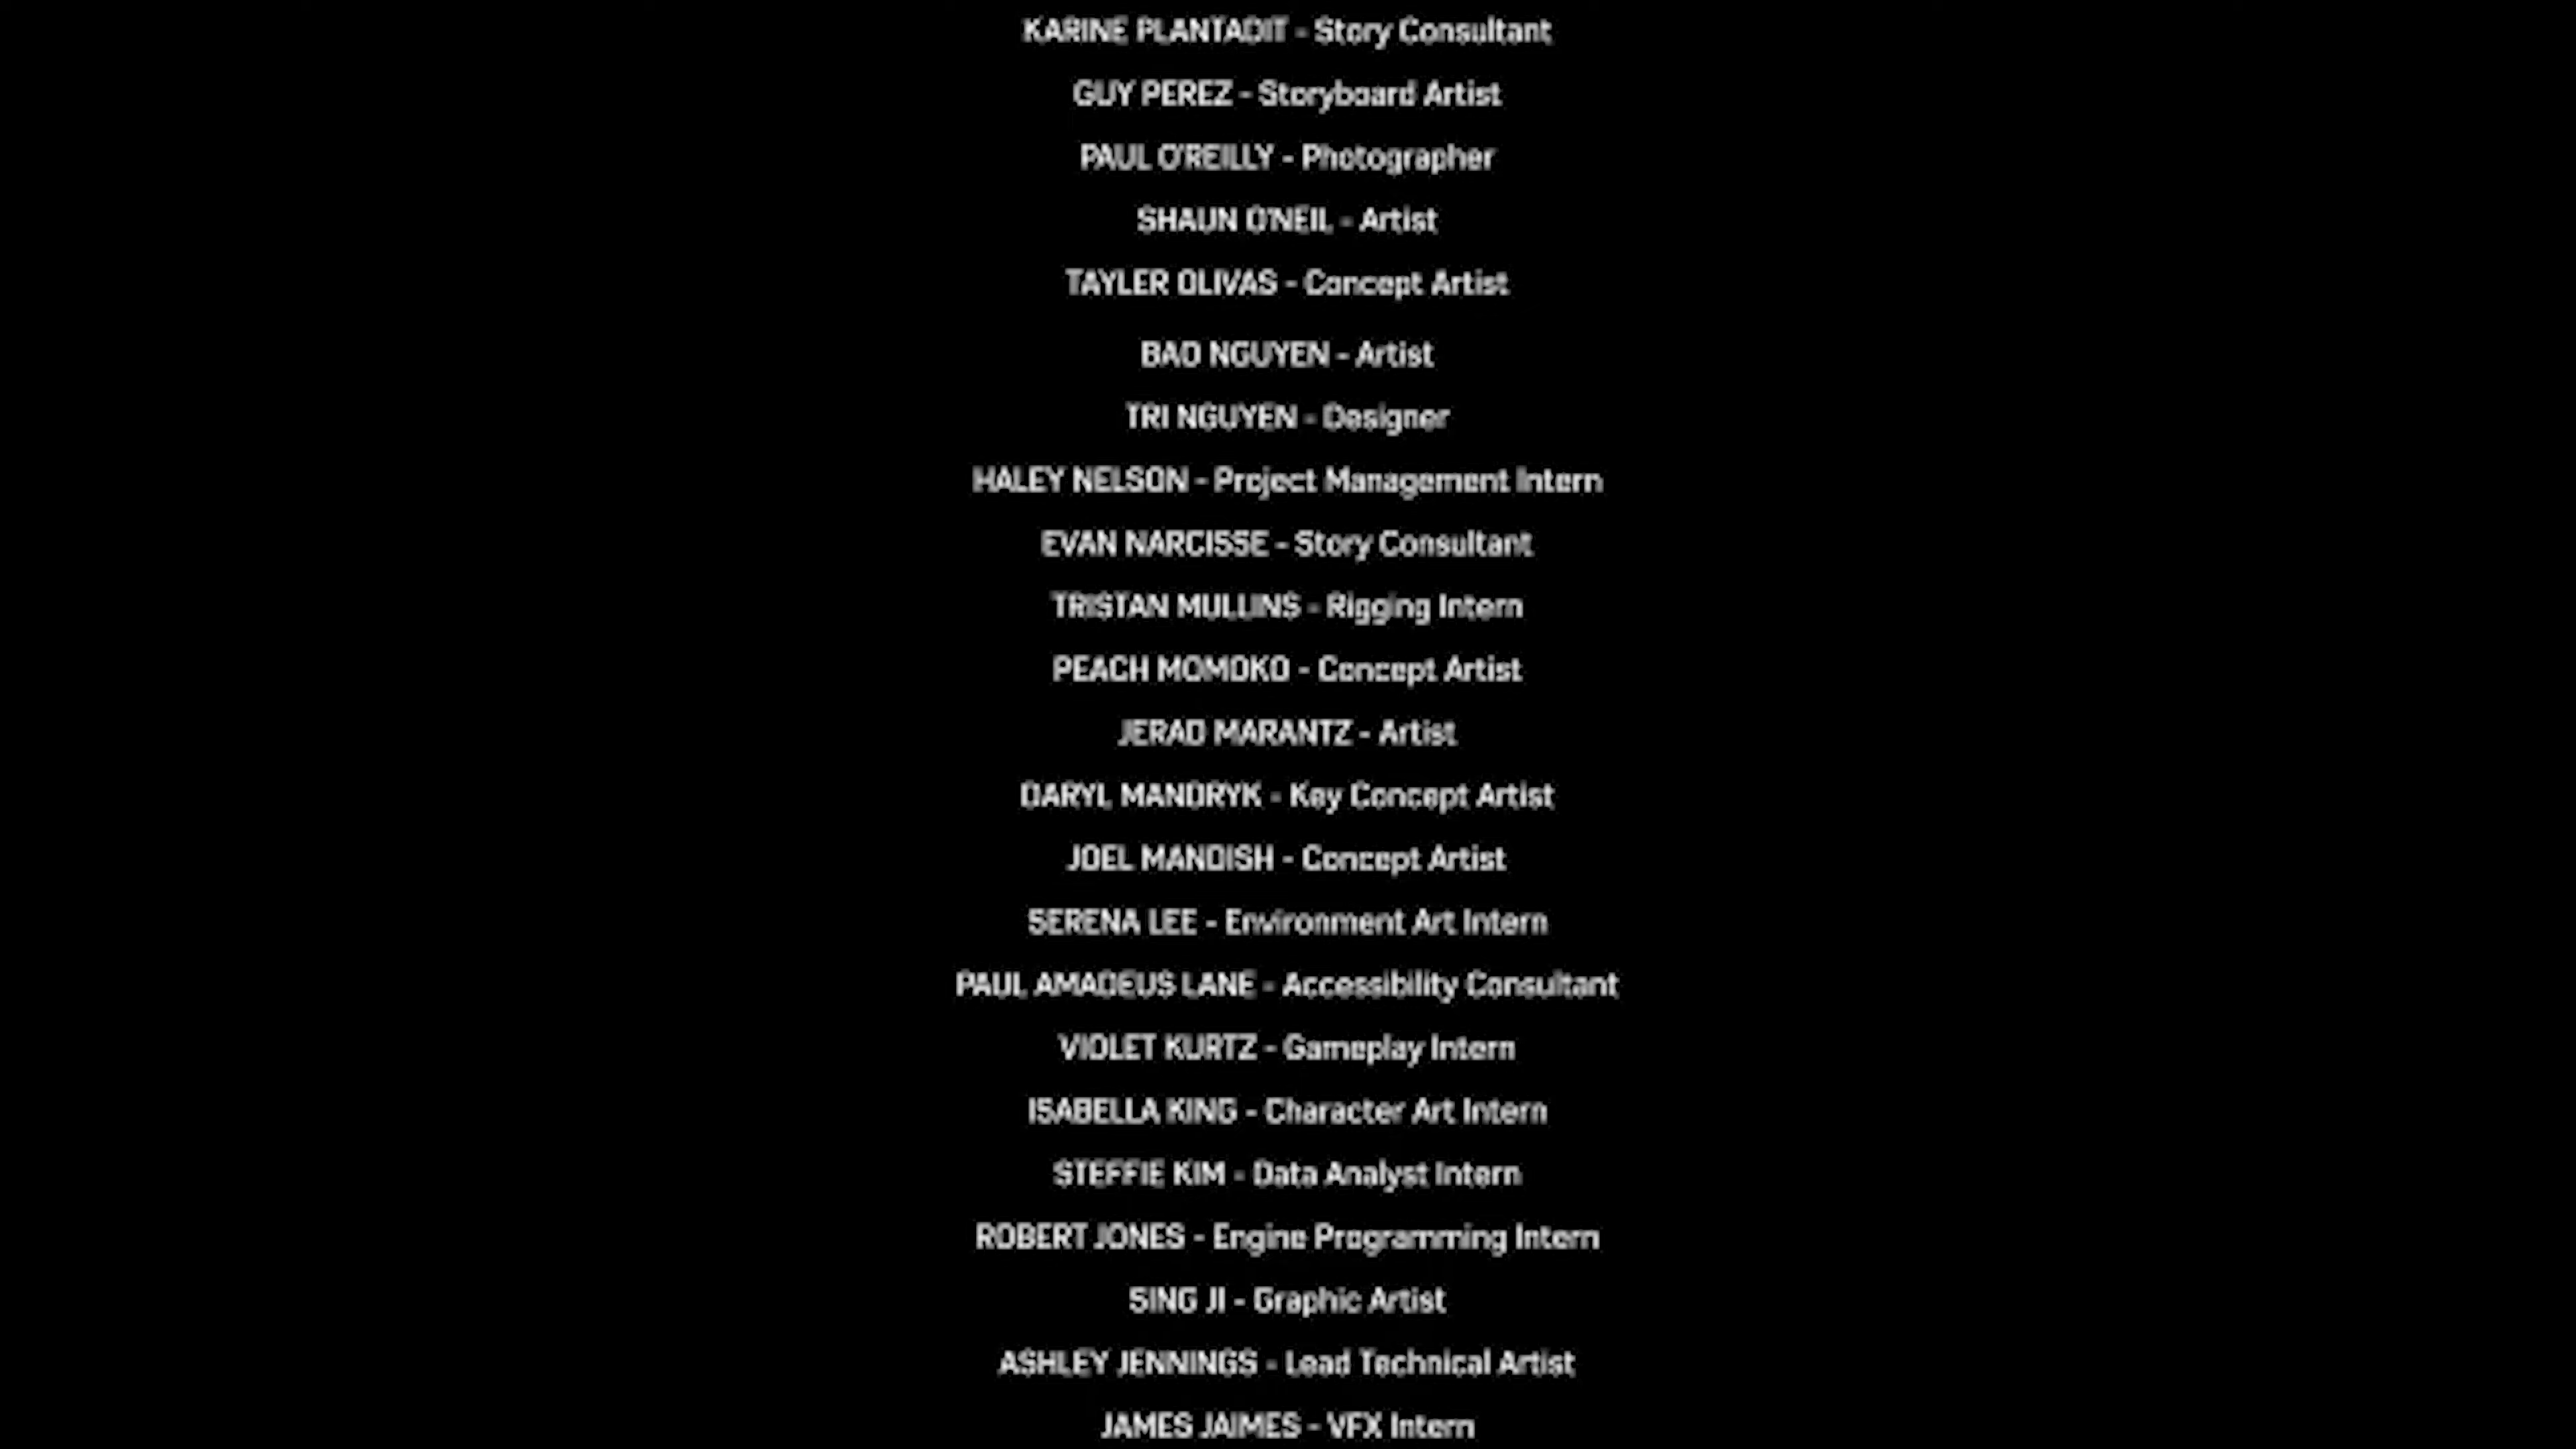 KARINE PLANTADIT - Story Consultant
GUY PEREZ - Storyboard Artist
PAUL O'REILLY - Photographer
SHAUN O'NEIL - Artist
TAYLER OLIVAS - Concept Artist
BAO NGUYEN - Artist
TRI NGUYEN - Designer
HALEY NELSON - Project Management Intern
EVAN NARCISSE - Story Consultant
TRISTAN MULLINS - Rigging Intern
PEACH MOMOKO - Concept Artist
JERAD MARANTZ - Artist
DARYL MANDRYK - Key Concept Artist
JOEL MANDISH - Concept Artist
SERENA LEE - Environment Art Intern
PAUL AMADEUS LANE - Accessibility Consultant
VIOLET KURTZ - Gameplay Intern
ISABELLA KING - Character Art Intern
STEFFIE KIM - Data Analyst Intern
ROBERT JONES - Engine Programming Intern
SING JI - Graphic Artist
ASHLEY JENNINGS - Lead Technical Artist
JAMES JAIMES - VFX Intern